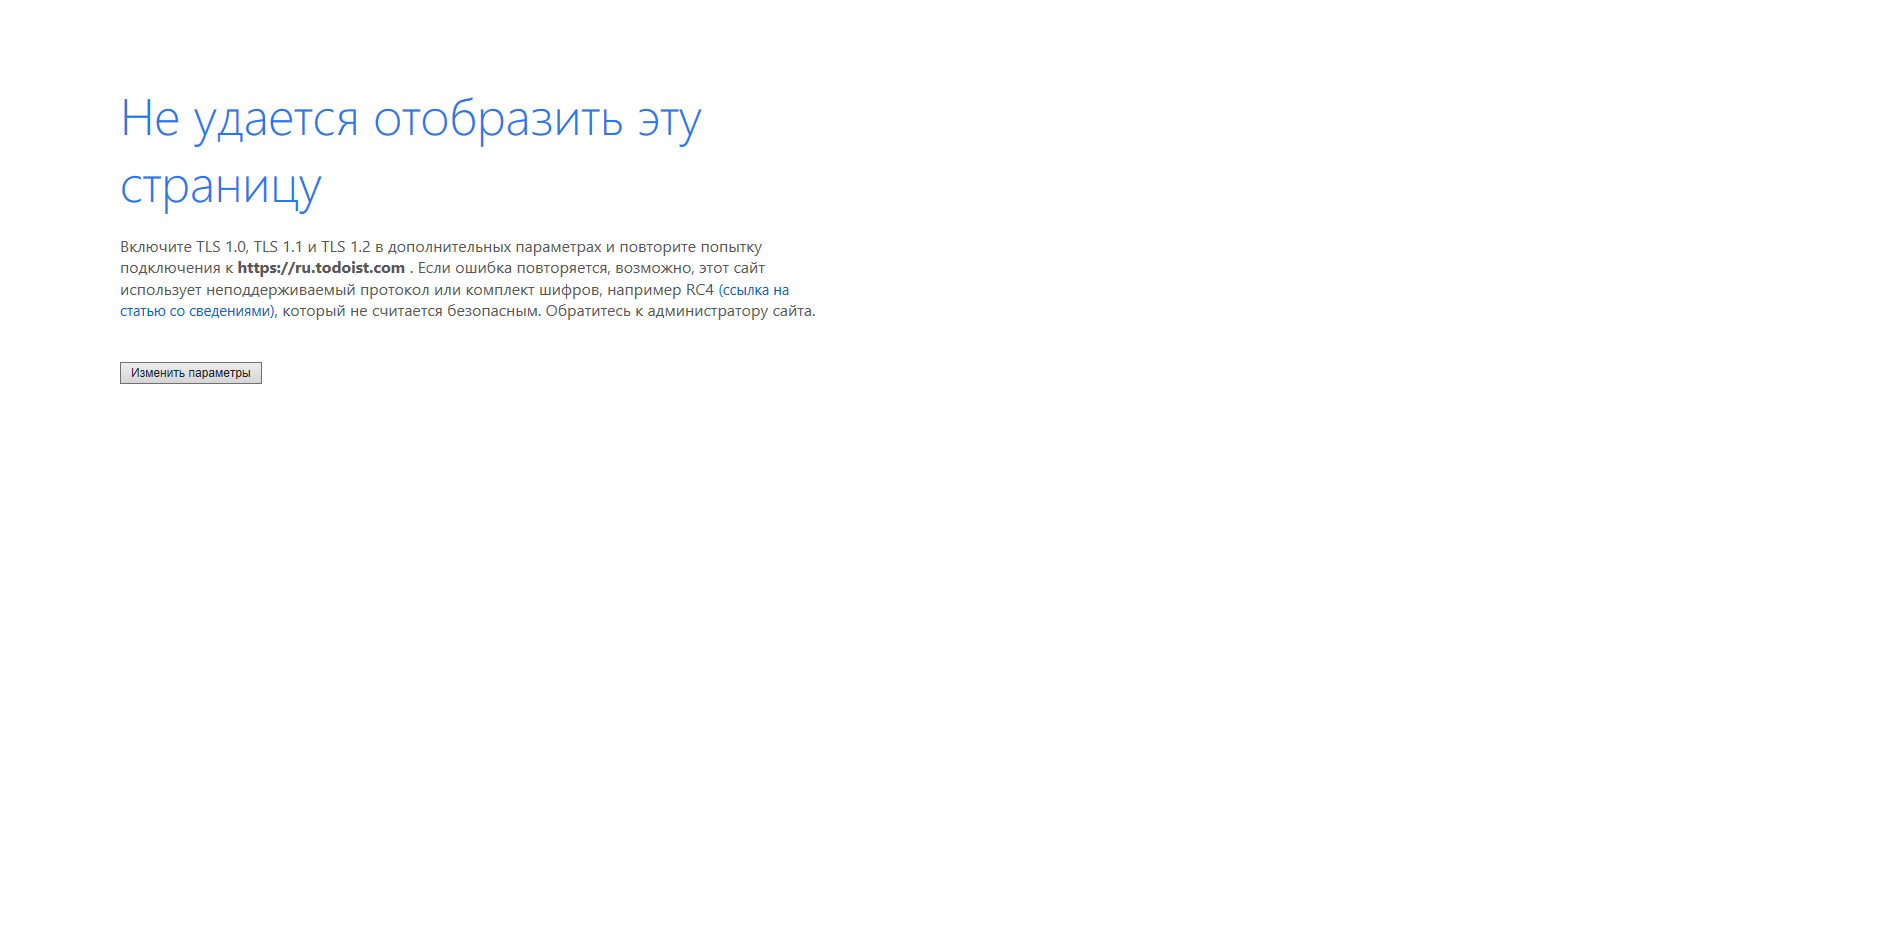 Не удается отобразить эту
страницу
Включите TLS 1.0, TLS 1.1 и TLS 1.2 в дополнительных параметрах и повторите попытку
подключения к https://ru.todoist.com . Если ошибка повторяется, возможно, этот сайт
использует неподдерживаемый протокол или комплект шифров, например RC4 (ссылка на
статью со сведениями), который не считается безопасным. Обратитесь к администратору сайта.
Изменить параметры